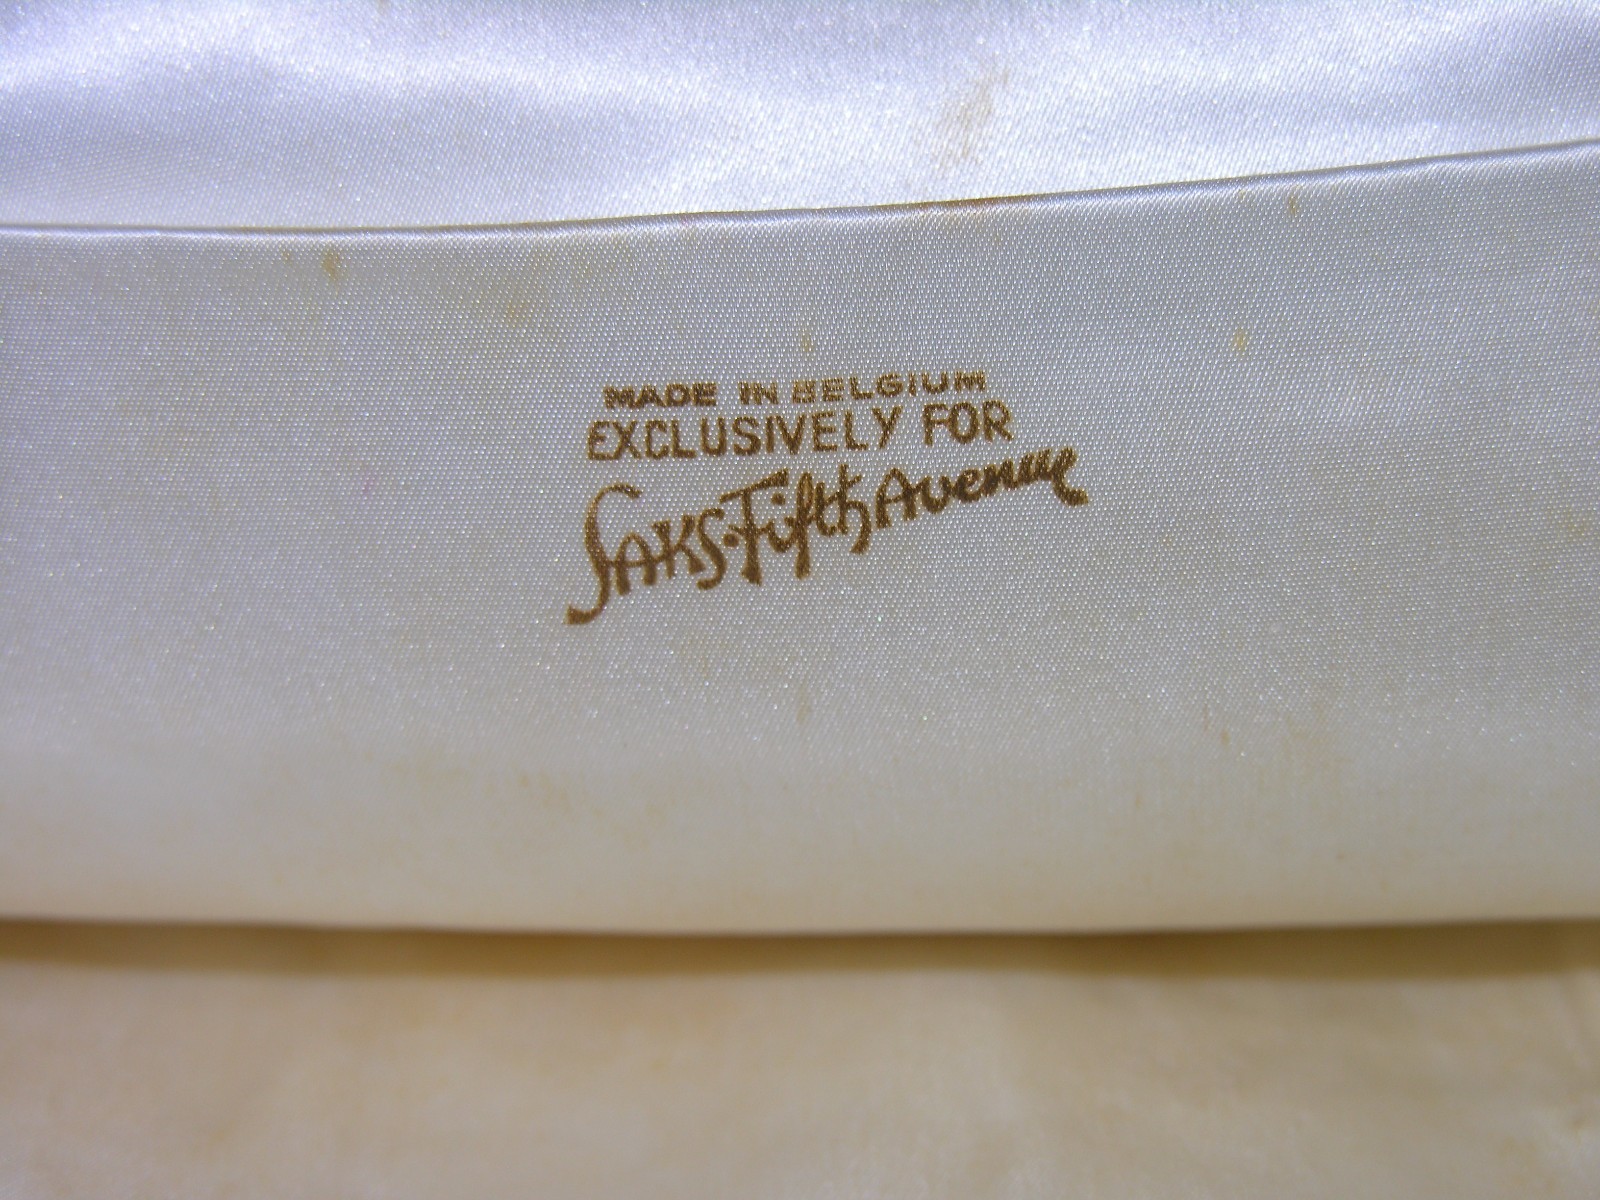 MADE IN BELGIUM
EXCLUSIVELY FOR
SAKS·Fifth Avenue